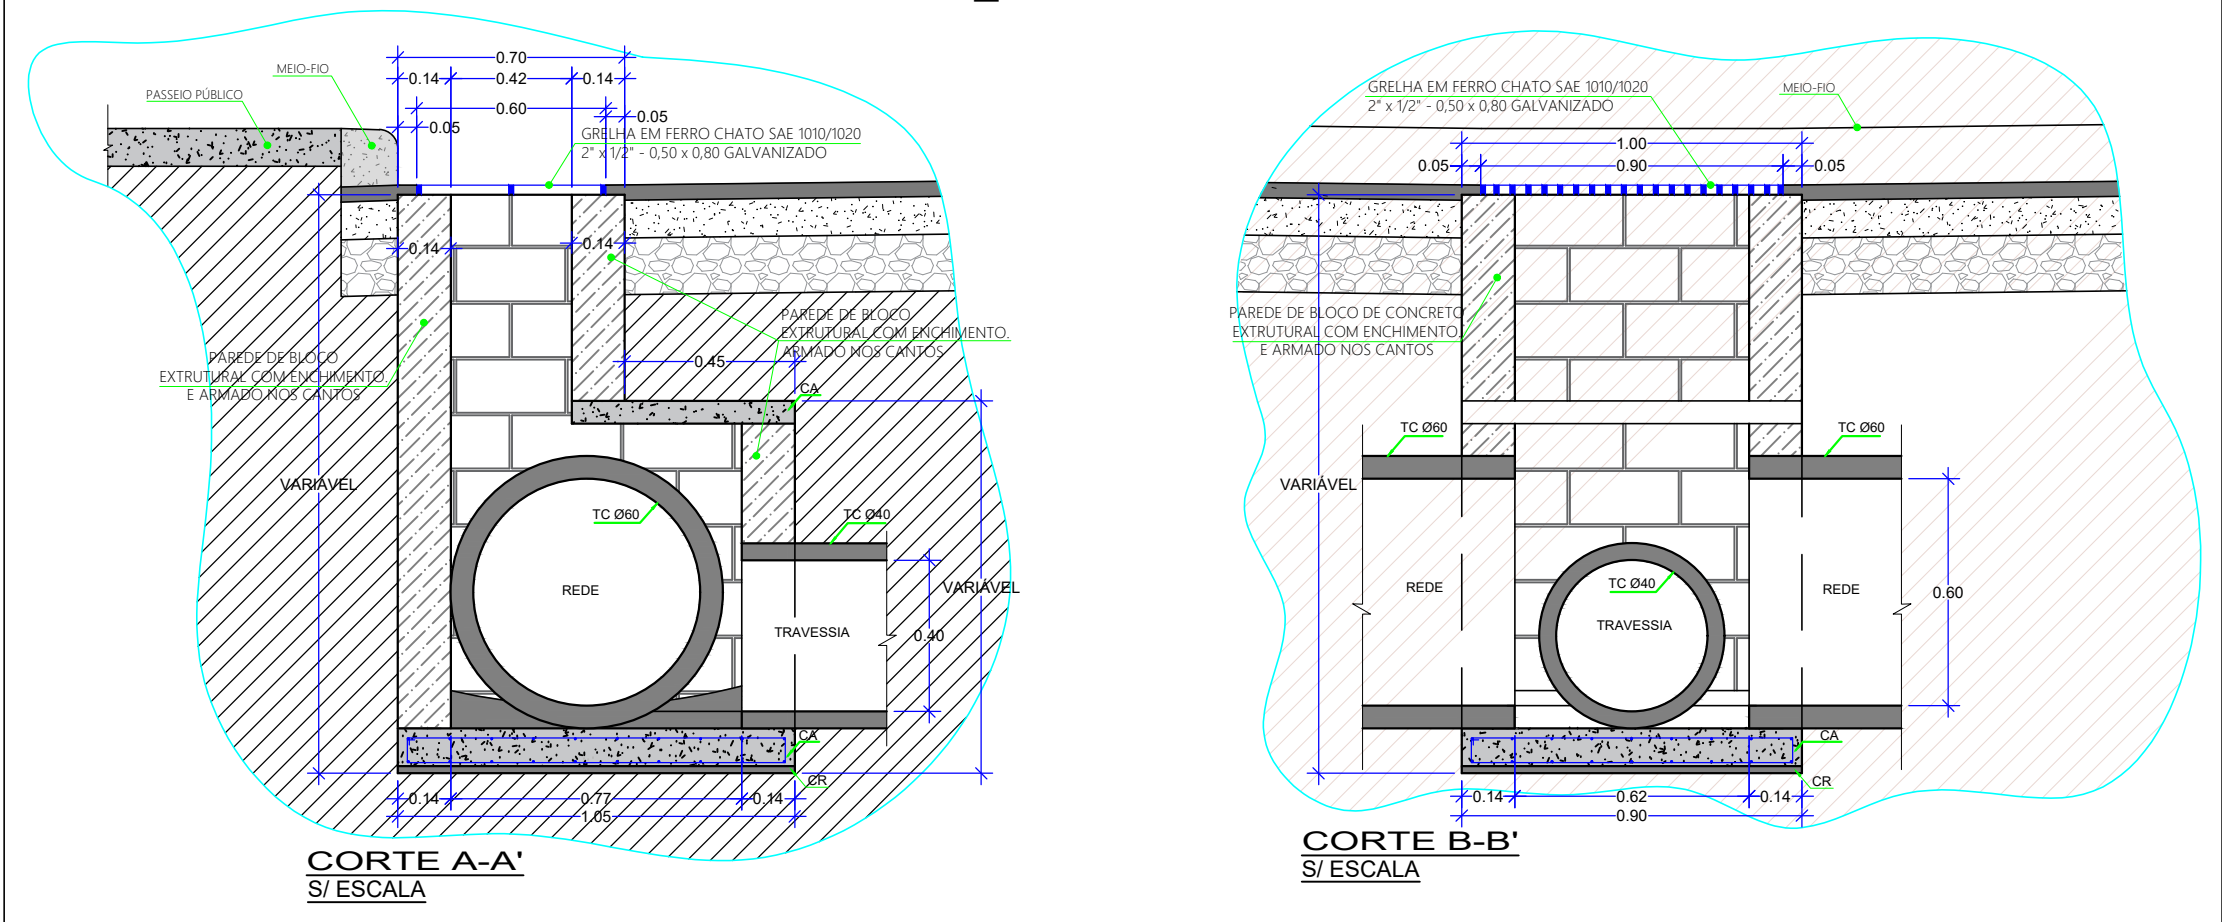 0.70
MEIO-FIO
0.14
0.42
0.14
PASSEIO PÚBLICO
0.60
0.05
0.05
GRELHA EM FERRO CHATO SAE 1010/1020
2" x 1/2" - 0,50 x 0,80 GALVANIZADO
0.14
0.14
PAREDE DE BLOCO
EXTRUTURAL COM ENCHIMENTO.
ARMADO NOS CANTOS
PAREDE DE BLOCO
EXTRUTURAL COM ENCHIMENTO.
E ARMADO NOS CANTOS
0.45
CA
VARIÁVEL
TC Ø60
TC Ø40
REDE
VARIÁVEL
TRAVESSIA
0.40
CA
CR
0.14
0.77
0.14
1.05
CORTE A-A'
S/ ESCALA
GRELHA EM FERRO CHATO SAE 1010/1020
2" x 1/2" - 0,50 x 0,80 GALVANIZADO
MEIO-FIO
1.00
0.05
0.90
0.05
PAREDE DE BLOCO DE CONCRETO
EXTRUTURAL COM ENCHIMENTO.
E ARMADO NOS CANTOS
TC Ø60
TC Ø60
VARIÁVEL
TC Ø40
REDE
REDE
0.60
TRAVESSIA
CA
CR
0.14
0.62
0.14
0.90
CORTE B-B'
S/ ESCALA